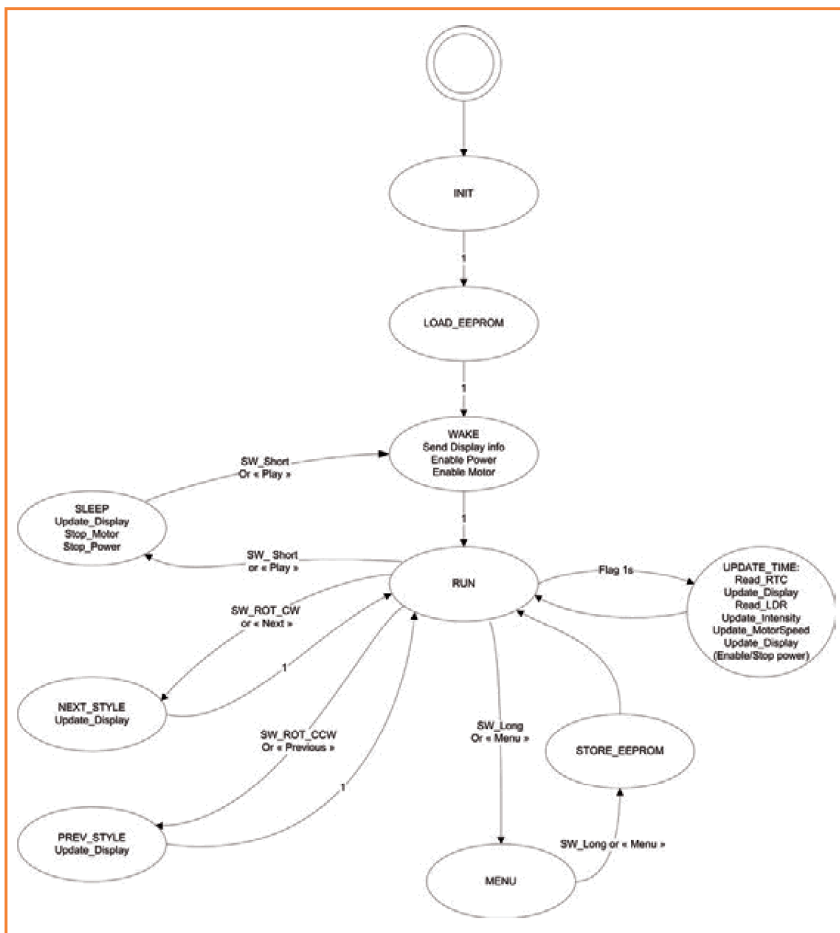 INIT
1
LOAD_EEPROM
1
WAKE
Send Display info
Enable Power
Enable Motor
SW_Short
Or « Play »
SLEEP
Update_Display
Stop_Motor
Stop_Power
1
SW_ Short
or « Play »
RUN
Flag 1s
UPDATE_TIME:
Read_RTC
Update_Display
Read_LDR
Update_Intensity
Update_MotorSpeed
Update_Display
(Enable/Stop power)
SW_ROT_CW
or « Next »
1
NEXT_STYLE
Update_Display
SW_ROT_CCW
Or « Previous »
SW_Long
Or « Menu »
STORE_EEPROM
1
PREV_STYLE
Update_Display
SW_Long or « Menu »
MENU